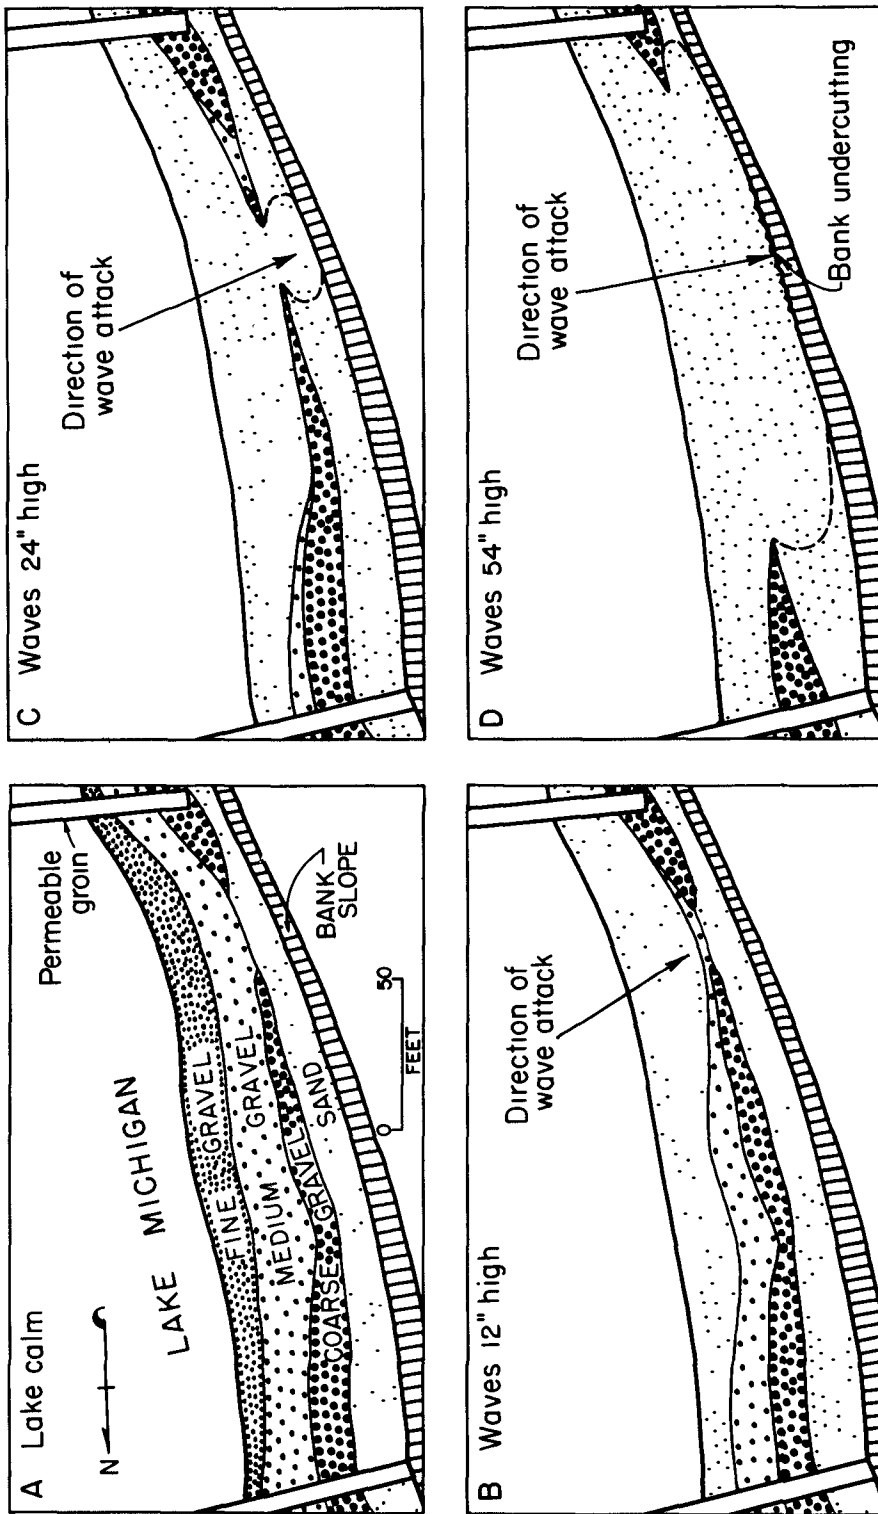 A Lake calm
N
LAKE MICHIGAN
FINE GRAVEL
MEDIUM GRAVEL
COARSE GRAVEL
SAND
Permeable
groin
BANK-
SLOPE
0 50
FEET
B Waves 12" high
Direction of
wave attack
C Waves 24" high
Direction of
wave attack
D Waves 54" high
Direction of
wave attack
Bank undercutting